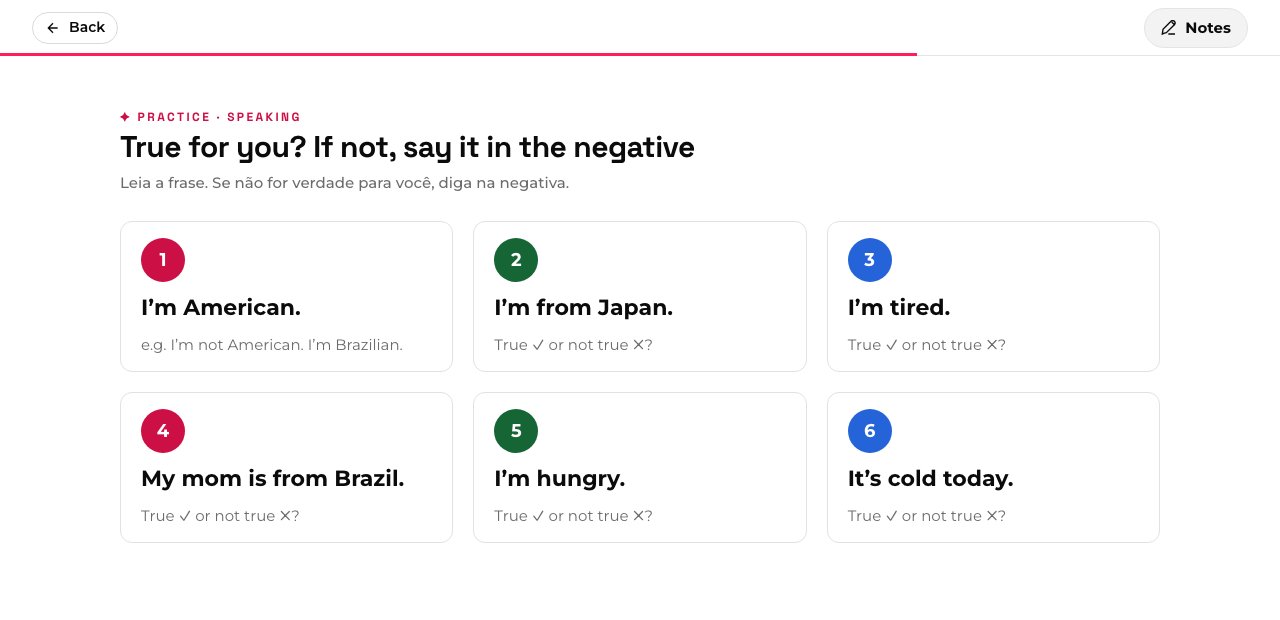 Back
Notes
PRACTICE · SPEAKING
True for you? If not, say it in the negative
Leia a frase. Se não for verdade para você, diga na negativa.
1
I’m American.
e.g. I’m not American. I’m Brazilian.
2
I’m from Japan.
True ✓ or not true ✕?
3
I’m tired.
True ✓ or not true ✕?
4
My mom is from Brazil.
True ✓ or not true ✕?
5
I’m hungry.
True ✓ or not true ✕?
6
It’s cold today.
True ✓ or not true ✕?